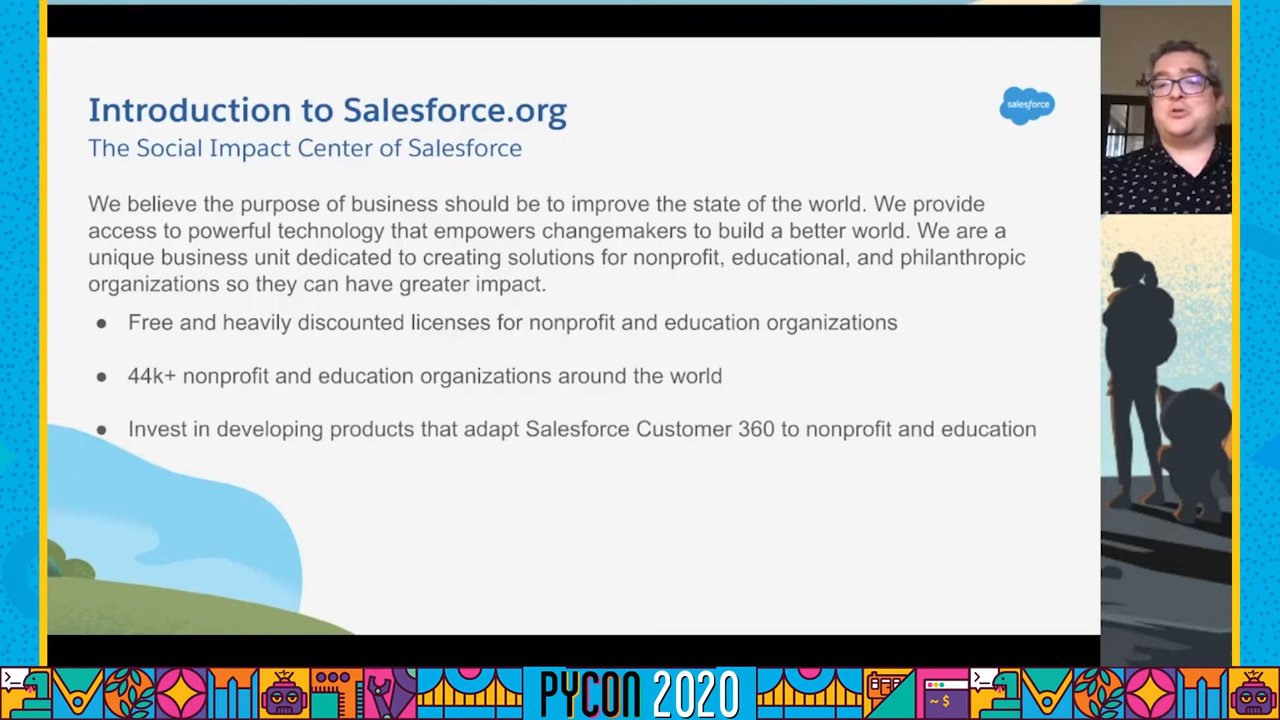 Introduction to Salesforce.org
salesforce
The Social Impact Center of Salesforce
We believe the purpose of business should be to improve the state of the world. We provide
access to powerful technology that empowers changemakers to build a better world. We are a
unique business unit dedicated to creating solutions for nonprofit, educational, and philanthropic
organizations so they can have greater impact.
● Free and heavily discounted licenses for nonprofit and education organizations
● 44k+ nonprofit and education organizations around the world
● Invest in developing products that adapt Salesforce Customer 360 to nonprofit and education
PYCON 2020
~$